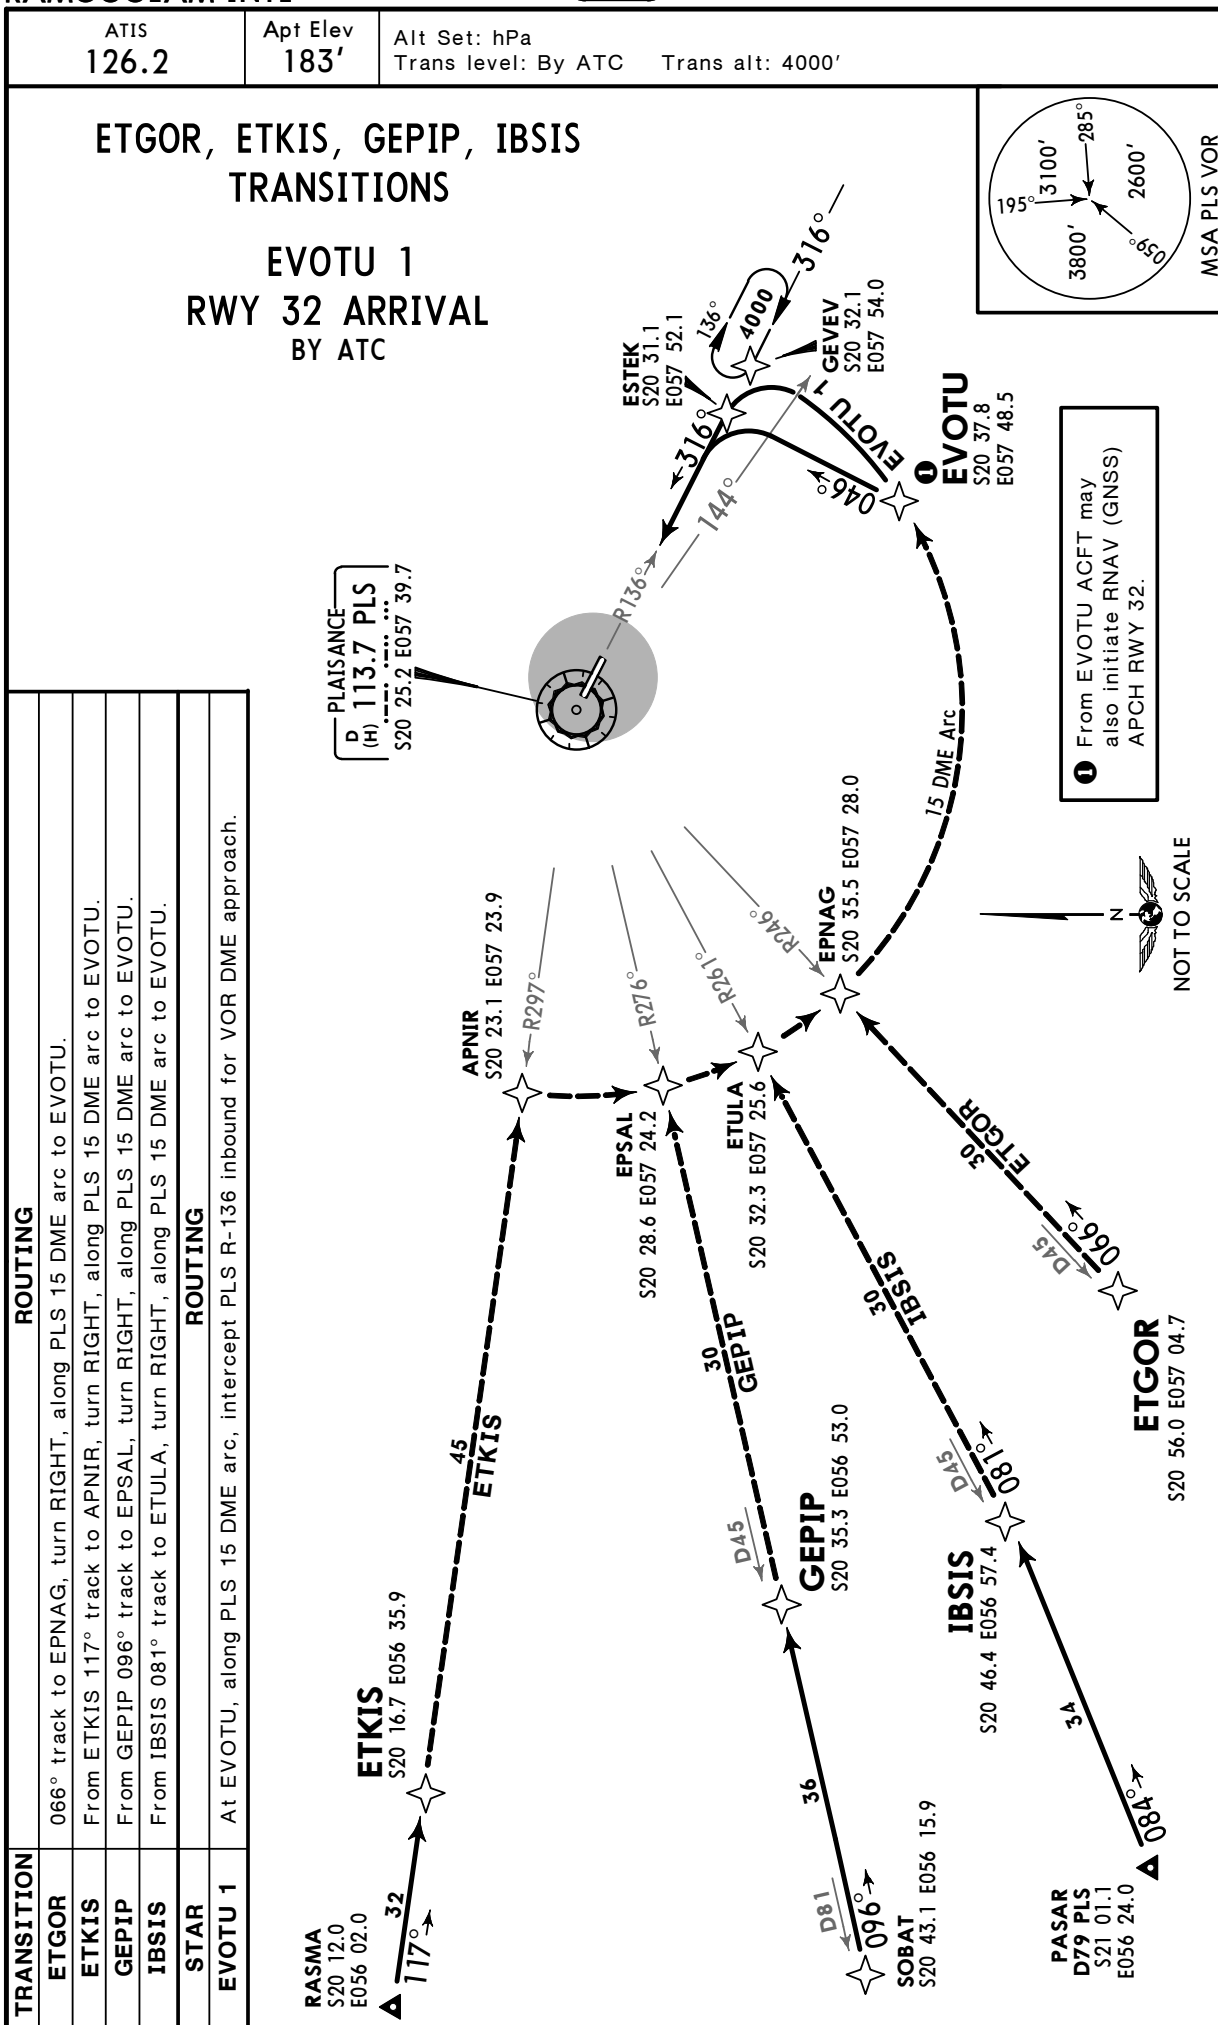 ATIS
126.2
Apt Elev
183'
Alt Set: hPa
Trans level: By ATC Trans alt: 4000'
ETGOR, ETKIS, GEPIP, IBSIS
TRANSITIONS
EVOTU 1
RWY 32 ARRIVAL
BY ATC
MSA PLS VOR
195°
285°
059°
3100'
2600'
3800'
316°
136°
4000
GEVEV
S20 32.1
E057 54.0
ESTEK
S20 31.1
E057 52.1
316°
EVOTU 1
144°
046°
R136°
1
EVOTU
S20 37.8
E057 48.5
1 From EVOTU ACFT may
also initiate RNAV (GNSS)
APCH RWY 32.
PLAISANCE
D
(H)
113.7 PLS
S20 25.2 E057 39.7
15 DME Arc
N
NOT TO SCALE
APNIR
S20 23.1 E057 23.9
R297°
R276°
R261°
R246°
EPNAG
S20 35.5 E057 28.0
EPSAL
S20 28.6 E057 24.2
ETULA
S20 32.3 E057 25.6
45
ETKIS
30
GEPIP
30
IBSIS
30
ETGOR
D45
066°
ETGOR
S20 56.0 E057 04.7
D45
081°
IBSIS
S20 46.4 E056 57.4
D45
GEPIP
S20 35.3 E056 53.0
ETKIS
S20 16.7 E056 35.9
32
117°
RASMA
S20 12.0
E056 02.0
36
D81
096°
SOBAT
S20 43.1 E056 15.9
34
084°
PASAR
D79 PLS
S21 01.1
E056 24.0
TRANSITION ROUTING
ETGOR 066° track to EPNAG, turn RIGHT, along PLS 15 DME arc to EVOTU.
ETKIS From ETKIS 117° track to APNIR, turn RIGHT, along PLS 15 DME arc to EVOTU.
GEPIP From GEPIP 096° track to EPSAL, turn RIGHT, along PLS 15 DME arc to EVOTU.
IBSIS From IBSIS 081° track to ETULA, turn RIGHT, along PLS 15 DME arc to EVOTU.
STAR ROUTING
EVOTU 1 At EVOTU, along PLS 15 DME arc, intercept PLS R-136 inbound for VOR DME approach.